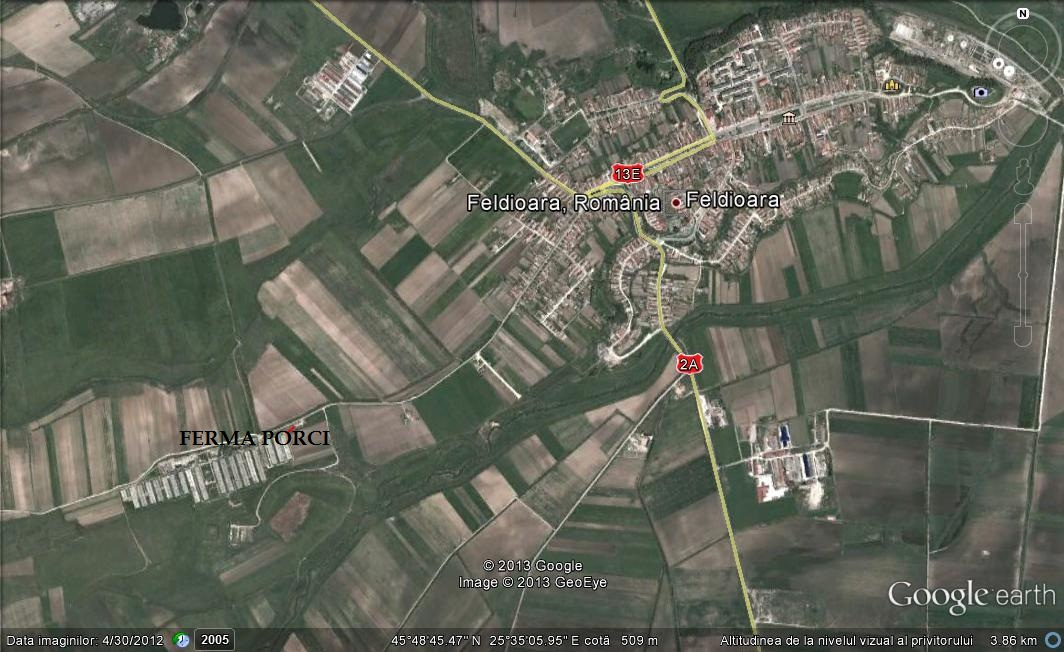 N
13E
Feldioara, România
Feldioara
2A
FERMA PORCI
© 2013 Google
Image © 2013 GeoEye
Google earth
Data imaginilor: 4/30/2012 2005 45°48'45.47" N 25°35'05.95" E cotă 509 m Altitudinea de la nivelul vizual al privitorului 3.86 km